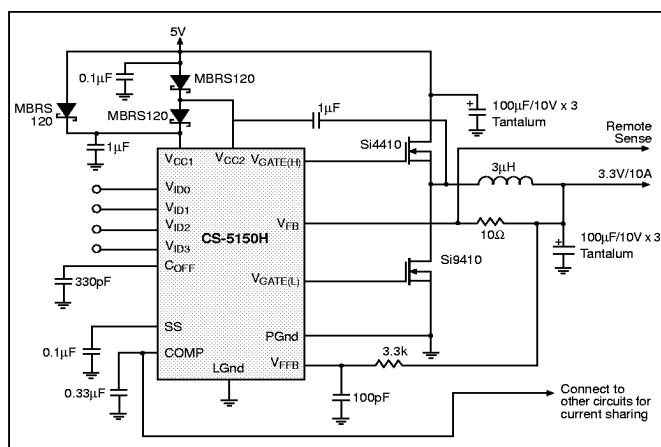 5V
0.1μF
MBRS120
MBRS
120
MBRS120
1μF
1μF
100μF/10V x 3
Tantalum
Si4410
Remote
Sense
3μH
3.3V/10A
VCC1
VCC2
VGATE(H)
VID0
VID1
VID2
VID3
CS-5150H
VFB
10Ω
100μF/10V x 3
Tantalum
COFF
330pF
VGATE(L)
Si9410
SS
0.1μF
PGnd
COMP
LGnd
VFFB
3.3k
0.33μF
100pF
Connect to
other circuits for
current sharing